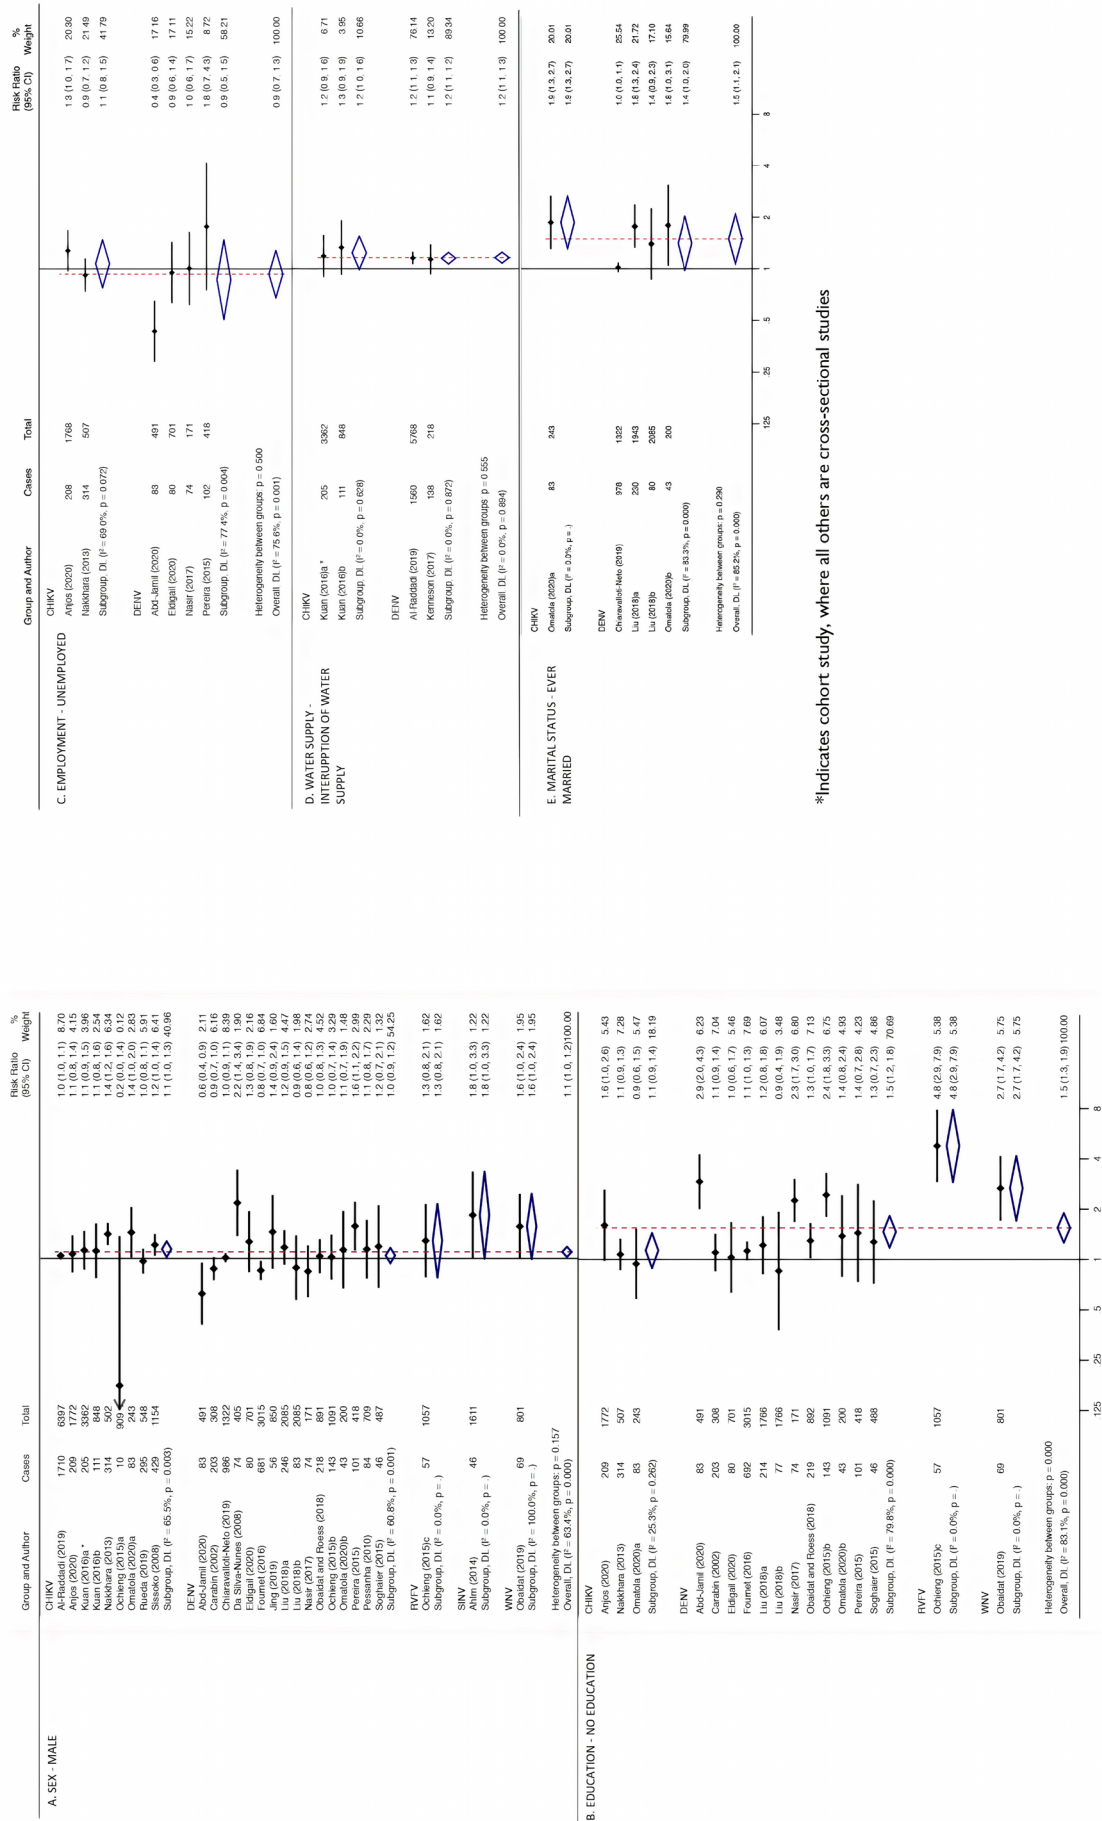 Group and Author Cases Total Risk Ratio (95% CI) % Weight
A. SEX - MALE
CHIKV
Al-Raddadi (2019) 1710 6397 1.0 (1.0, 1.1) 8.70
Anjos (2020) 209 1772 1.1 (0.8, 1.4) 4.15
Kuan (2016)a * 205 3362 1.1 (0.9, 1.5) 3.96
Kuan (2016)b 111 848 1.1 (0.8, 1.6) 2.54
Nakkhara (2013) 314 502 1.4 (1.2, 1.6) 6.34
Ochieng (2015)a 10 909 0.2 (0.0, 1.4) 0.12
Omatola (2020)a 83 243 1.4 (1.0, 2.0) 2.83
Rueda (2019) 295 548 1.0 (0.8, 1.1) 5.91
Sissoko (2008) 429 1154 1.2 (1.0, 1.4) 6.41
Subgroup, DL (I² = 65.5%, p = 0.003) 1.1 (1.0, 1.3) 40.96
DENV
Abd-Jamil (2020) 83 491 0.6 (0.4, 0.9) 2.11
Carabin (2002) 203 308 0.9 (0.7, 1.0) 6.16
Chiaravalloti-Neto (2019) 986 1322 1.0 (0.9, 1.1) 8.39
Da Silva-Nunes (2008) 74 405 2.2 (1.4, 3.4) 1.90
Eldigail (2020) 80 701 1.3 (0.8, 1.9) 2.16
Fournet (2016) 681 3015 0.8 (0.7, 1.0) 6.84
Jing (2019) 56 850 1.4 (0.9, 2.4) 1.60
Liu (2018)a 246 2085 1.2 (0.9, 1.5) 4.47
Liu (2018)b 83 2085 0.9 (0.6, 1.4) 1.98
Nasir (2017) 74 171 0.8 (0.6, 1.2) 2.74
Obaidat and Roess (2018) 218 891 1.0 (0.8, 1.3) 4.52
Ochieng (2015)b 143 1091 1.0 (0.7, 1.4) 3.29
Omatola (2020)b 43 200 1.1 (0.7, 1.9) 1.48
Pereira (2015) 101 418 1.6 (1.1, 2.2) 2.99
Pessanha (2010) 84 709 1.1 (0.8, 1.7) 2.29
Soghaier (2015) 46 487 1.2 (0.7, 2.1) 1.32
Subgroup, DL (I² = 60.8%, p = 0.001) 1.0 (0.9, 1.2) 54.25
RVFV
Ochieng (2015)c 57 1057 1.3 (0.8, 2.1) 1.62
Subgroup, DL (I² = 0.0%, p = .) 1.3 (0.8, 2.1) 1.62
SINV
Ahlm (2014) 46 1611 1.8 (1.0, 3.3) 1.22
Subgroup, DL (I² = 0.0%, p = .) 1.8 (1.0, 3.3) 1.22
WNV
Obaidat (2019) 69 801 1.6 (1.0, 2.4) 1.95
Subgroup, DL (I² = 100.0%, p = .) 1.6 (1.0, 2.4) 1.95
Heterogeneity between groups: p = 0.157
Overall, DL (I² = 63.4%, p = 0.000) 1.1 (1.0, 1.2) 100.00
B. EDUCATION - NO EDUCATION
CHIKV
Anjos (2020) 209 1772 1.6 (1.0, 2.6) 5.43
Nakkhara (2013) 314 507 1.1 (0.9, 1.3) 7.28
Omatola (2020)a 83 243 0.9 (0.6, 1.5) 5.47
Subgroup, DL (I² = 25.3%, p = 0.262) 1.1 (0.9, 1.4) 18.19
DENV
Abd-Jamil (2020) 83 491 2.9 (2.0, 4.3) 6.23
Carabin (2002) 203 308 1.1 (0.9, 1.4) 7.04
Eldigail (2020) 80 701 1.0 (0.6, 1.7) 5.46
Fournet (2016) 692 3015 1.1 (1.0, 1.3) 7.69
Liu (2018)a 214 1766 1.2 (0.8, 1.8) 6.07
Liu (2018)b 77 1766 0.9 (0.4, 1.9) 3.48
Nasir (2017) 74 171 2.3 (1.7, 3.0) 6.80
Obaidat and Roess (2018) 219 892 1.3 (1.0, 1.7) 7.13
Ochieng (2015)b 143 1091 2.4 (1.8, 3.3) 6.75
Omatola (2020)b 43 200 1.4 (0.8, 2.4) 4.93
Pereira (2015) 101 418 1.4 (0.7, 2.8) 4.23
Soghaier (2015) 46 488 1.3 (0.7, 2.3) 4.86
Subgroup, DL (I² = 79.8%, p = 0.000) 1.5 (1.2, 1.8) 70.69
RVFV
Ochieng (2015)c 57 1057 4.8 (2.9, 7.9) 5.38
Subgroup, DL (I² = 0.0%, p = .) 4.8 (2.9, 7.9) 5.38
WNV
Obaidat (2019) 69 801 2.7 (1.7, 4.2) 5.75
Subgroup, DL (I² = 0.0%, p = .) 2.7 (1.7, 4.2) 5.75
Heterogeneity between groups: p = 0.000
Overall, DL (I² = 83.1%, p = 0.000) 1.5 (1.3, 1.9) 100.00
.125 .25 .5 1 2 4 8
Group and Author Cases Total Risk Ratio (95% CI) % Weight
C. EMPLOYMENT - UNEMPLOYED
CHIKV
Anjos (2020) 208 1768 1.3 (1.0, 1.7) 20.30
Nakkhara (2013) 314 507 0.9 (0.7, 1.2) 21.49
Subgroup, DL (I² = 69.0%, p = 0.072) 1.1 (0.8, 1.5) 41.79
DENV
Abd-Jamil (2020) 83 491 0.4 (0.3, 0.6) 17.16
Eldigail (2020) 80 701 0.9 (0.6, 1.4) 17.11
Nasir (2017) 74 171 1.0 (0.6, 1.7) 15.22
Pereira (2015) 102 418 1.8 (0.7, 4.3) 8.72
Subgroup, DL (I² = 77.4%, p = 0.004) 0.9 (0.5, 1.5) 58.21
Heterogeneity between groups: p = 0.500
Overall, DL (I² = 75.6%, p = 0.001) 0.9 (0.7, 1.3) 100.00
D. WATER SUPPLY -
INTERUPPTION OF WATER
SUPPLY
CHIKV
Kuan (2016)a * 205 3362 1.2 (0.9, 1.6) 6.71
Kuan (2016)b 111 848 1.3 (0.9, 1.9) 3.95
Subgroup, DL (I² = 0.0%, p = 0.628) 1.2 (1.0, 1.6) 10.66
DENV
Al-Raddadi (2019) 1560 5768 1.2 (1.1, 1.3) 76.14
Kenneson (2017) 138 218 1.1 (0.9, 1.4) 13.20
Subgroup, DL (I² = 0.0%, p = 0.872) 1.2 (1.1, 1.2) 89.34
Heterogeneity between groups: p = 0.555
Overall, DL (I² = 0.0%, p = 0.894) 1.2 (1.1, 1.3) 100.00
E. MARITAL STATUS - EVER
MARRIED
CHIKV
Omatola (2020)a 83 243 1.9 (1.3, 2.7) 20.01
Subgroup, DL (I² = 0.0%, p = .) 1.9 (1.3, 2.7) 20.01
DENV
Chiaravalloti-Neto (2019) 978 1322 1.0 (1.0, 1.1) 25.54
Liu (2018)a 230 1943 1.8 (1.3, 2.4) 21.72
Liu (2018)b 80 2085 1.4 (0.9, 2.3) 17.10
Omatola (2020)b 43 200 1.8 (1.0, 3.1) 15.64
Subgroup, DL (I² = 83.3%, p = 0.000) 1.4 (1.0, 2.0) 79.99
Heterogeneity between groups: p = 0.290
Overall, DL (I² = 85.2%, p = 0.000) 1.5 (1.1, 2.1) 100.00
.125 .25 .5 1 2 4 8
*Indicates cohort study, where all others are cross-sectional studies